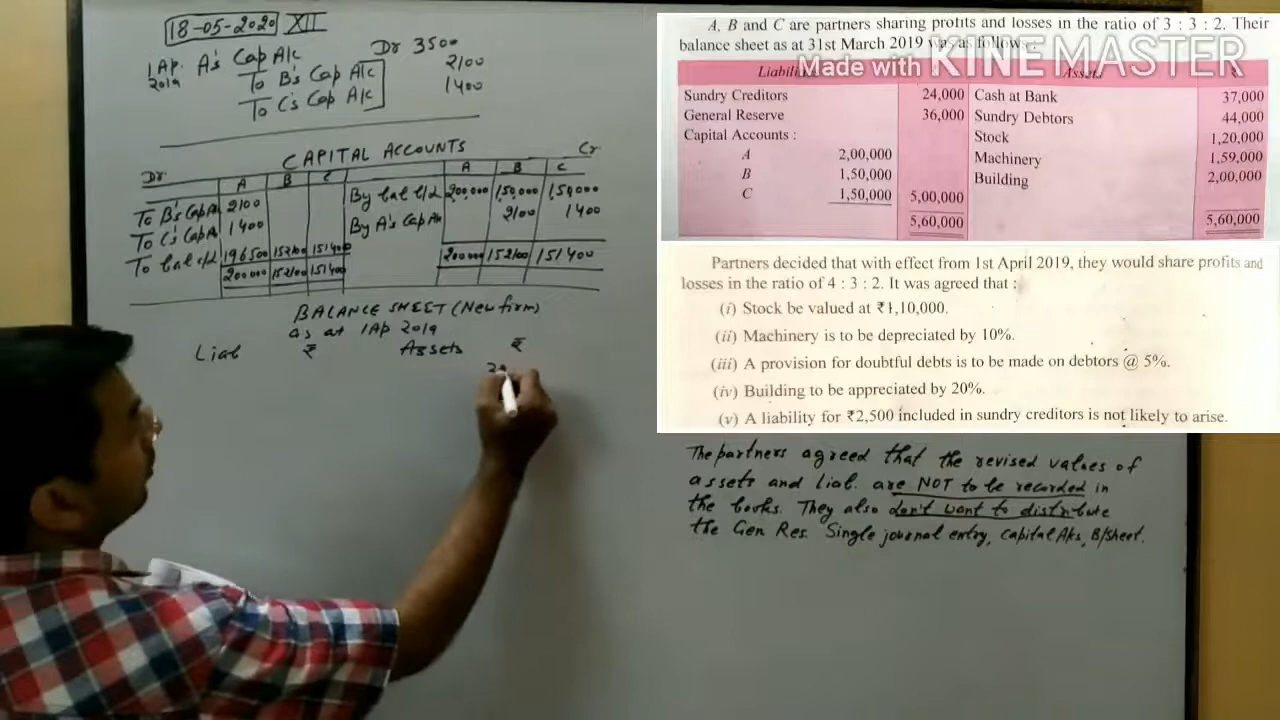 18-05-2020 XII
1 Ap. 2019 A's Cap A/c Dr 3500
To B's Cap A/c 2100
To C's Cap A/c 1400
CAPITAL ACCOUNTS
Dr Cr
A B C A B C
To B's Cap A/c 2100 By bal b/d 200,000 150,000 150,000
To C's Cap A/c 1400 By A's Cap A/c 2100 1400
To bal c/d 196500 152100 151400 200000 152100 151400
200000 152100 151400
BALANCE SHEET (New firm)
as at 1 Ap 2019
Liab ₹ Assets ₹
A, B and C are partners sharing profits and losses in the ratio of 3 : 3 : 2. Their
balance sheet as at 31st March 2019 was as follows :
Made with KINEMASTER
Liabilities Assets
Sundry Creditors 24,000 Cash at Bank 37,000
General Reserve 36,000 Sundry Debtors 44,000
Capital Accounts : Stock 1,20,000
A 2,00,000 Machinery 1,59,000
B 1,50,000 Building 2,00,000
C 1,50,000 5,00,000
5,60,000 5,60,000
Partners decided that with effect from 1st April 2019, they would share profits and
losses in the ratio of 4 : 3 : 2. It was agreed that :
(i) Stock be valued at ₹1,10,000.
(ii) Machinery is to be depreciated by 10%.
(iii) A provision for doubtful debts is to be made on debtors @ 5%.
(iv) Building to be appreciated by 20%.
(v) A liability for ₹2,500 included in sundry creditors is not likely to arise.
The partners agreed that the revised values of
assets and Liab. are NOT to be recorded in
the books. They also don't want to distribute
the Gen Res. Single journal entry, Capital A/cs, B/Sheet.